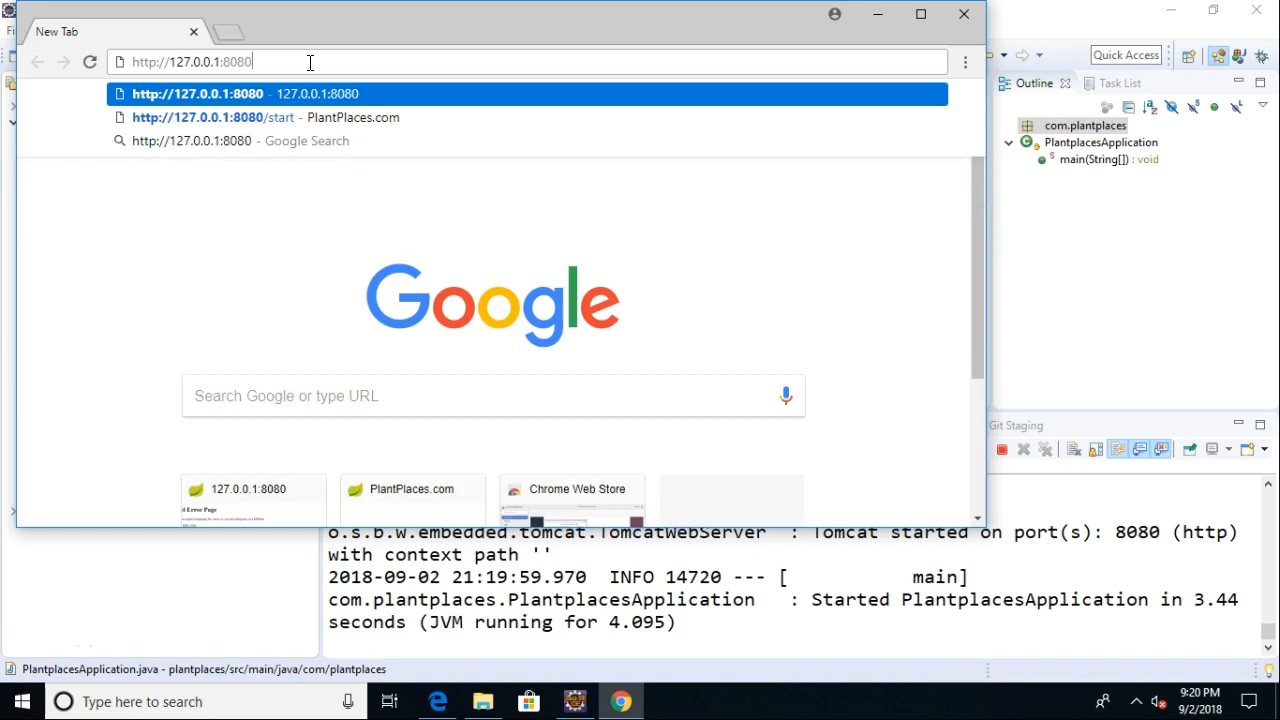 New Tab
http://127.0.0.1:8080
http://127.0.0.1:8080 - 127.0.0.1:8080
http://127.0.0.1:8080/start - PlantPlaces.com
http://127.0.0.1:8080 - Google Search
Google
Search Google or type URL
127.0.0.1:8080
PlantPlaces.com
Chrome Web Store
Error Page
Quick Access
Outline
Task List
com.plantplaces
PlantplacesApplication
main(String[]) : void
Git Staging
o.s.b.w.embedded.tomcat.TomcatWebServer : Tomcat started on port(s): 8080 (http)
with context path ''
2018-09-02 21:19:59.970 INFO 14720 --- [ main]
com.plantplaces.PlantplacesApplication : Started PlantplacesApplication in 3.44
seconds (JVM running for 4.095)
PlantplacesApplication.java - plantplaces/src/main/java/com/plantplaces
Type here to search
9:20 PM
9/2/2018